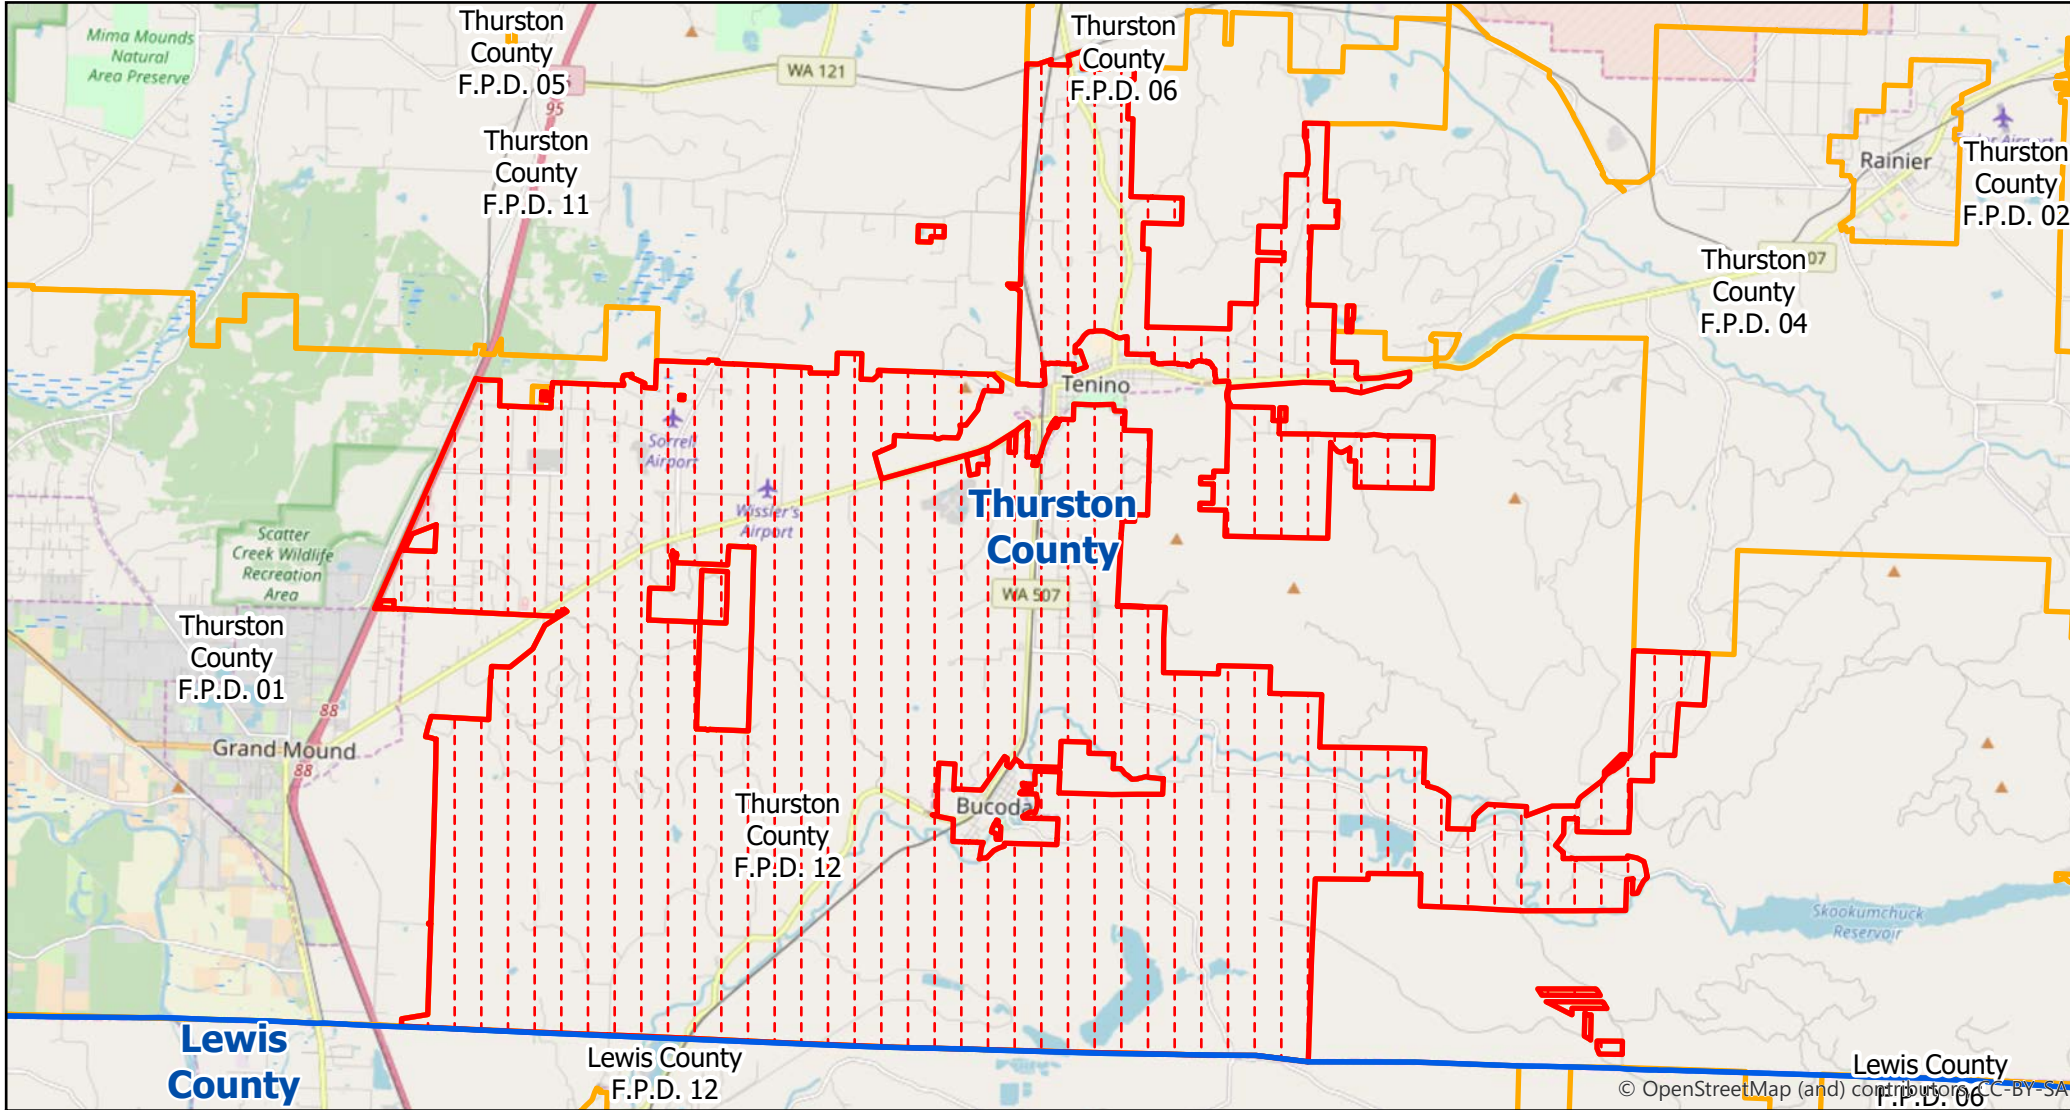 Thurston
County
F.P.D. 05
Thurston
County
F.P.D. 06
Mima Mounds
Natural
Area Preserve
WA 121
95
Thurston
County
F.P.D. 11
Rainier
Thurston
County
F.P.D. 02
Thurston
County
F.P.D. 04
07
Tenino
Sorrell
Airport
Wissler's
Airport
Thurston
County
Scatter
Creek Wildlife
Recreation
Area
WA 507
Thurston
County
F.P.D. 01
88
Grand Mound
88
Thurston
County
F.P.D. 12
Bucoda
Skookumchuck
Reservoir
Lewis
County
Lewis County
F.P.D. 12
Lewis County
F.P.D. 06
© OpenStreetMap (and) contributors, CC-BY-SA